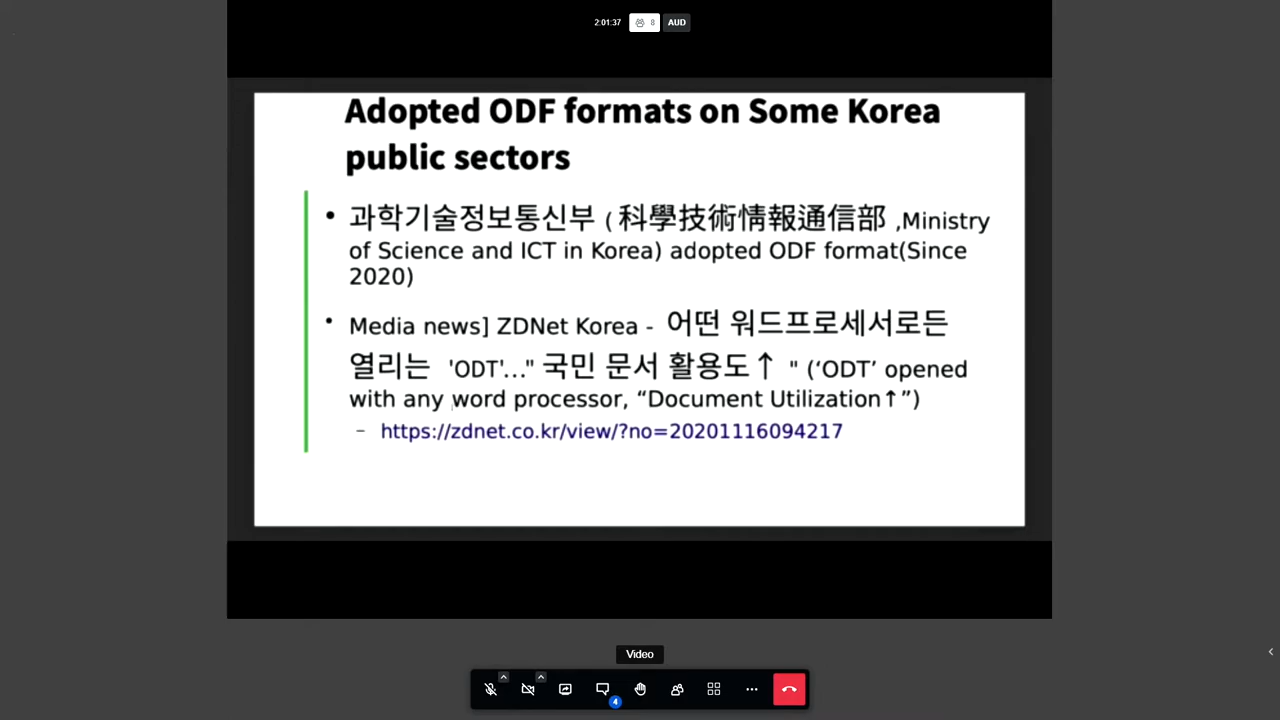 2:01:37 8 AUD
Adopted ODF formats on Some Korea
public sectors
• 과학기술정보통신부 ( 科學技術情報通信部 ,Ministry
of Science and ICT in Korea) adopted ODF format(Since
2020)
• Media news] ZDNet Korea - 어떤 워드프로세서로든
열리는 'ODT'…" 국민 문서 활용도↑ " (‘ODT’ opened
with any word processor, “Document Utilization↑”)
– https://zdnet.co.kr/view/?no=20201116094217
Video
4